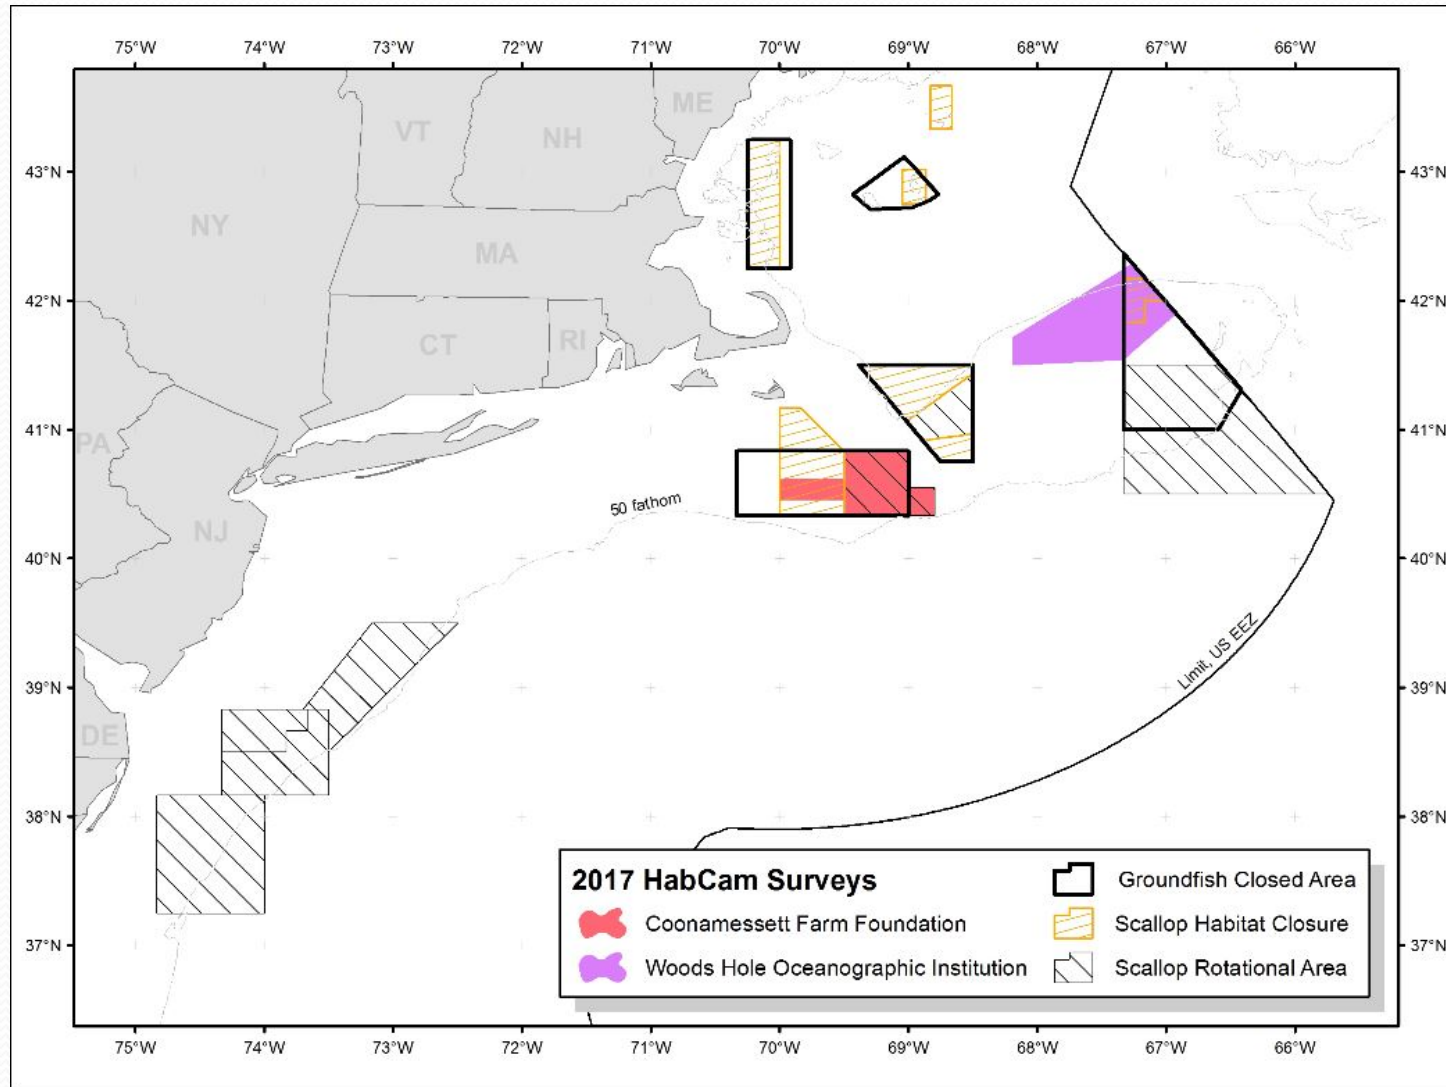 75°W 74°W 73°W 72°W 71°W 70°W 69°W 68°W 67°W 66°W
ME
VT
NH
43°N 43°N
NY
MA
42°N 42°N
CT
RI
PA
41°N 41°N
50 fathom
NJ
40°N 40°N
Limit, US EEZ
39°N 39°N
DE
38°N 38°N
2017 HabCam Surveys
Groundfish Closed Area
Coonamessett Farm Foundation
Scallop Habitat Closure
Woods Hole Oceanographic Institution
Scallop Rotational Area
37°N 37°N
75°W 74°W 73°W 72°W 71°W 70°W 69°W 68°W 67°W 66°W